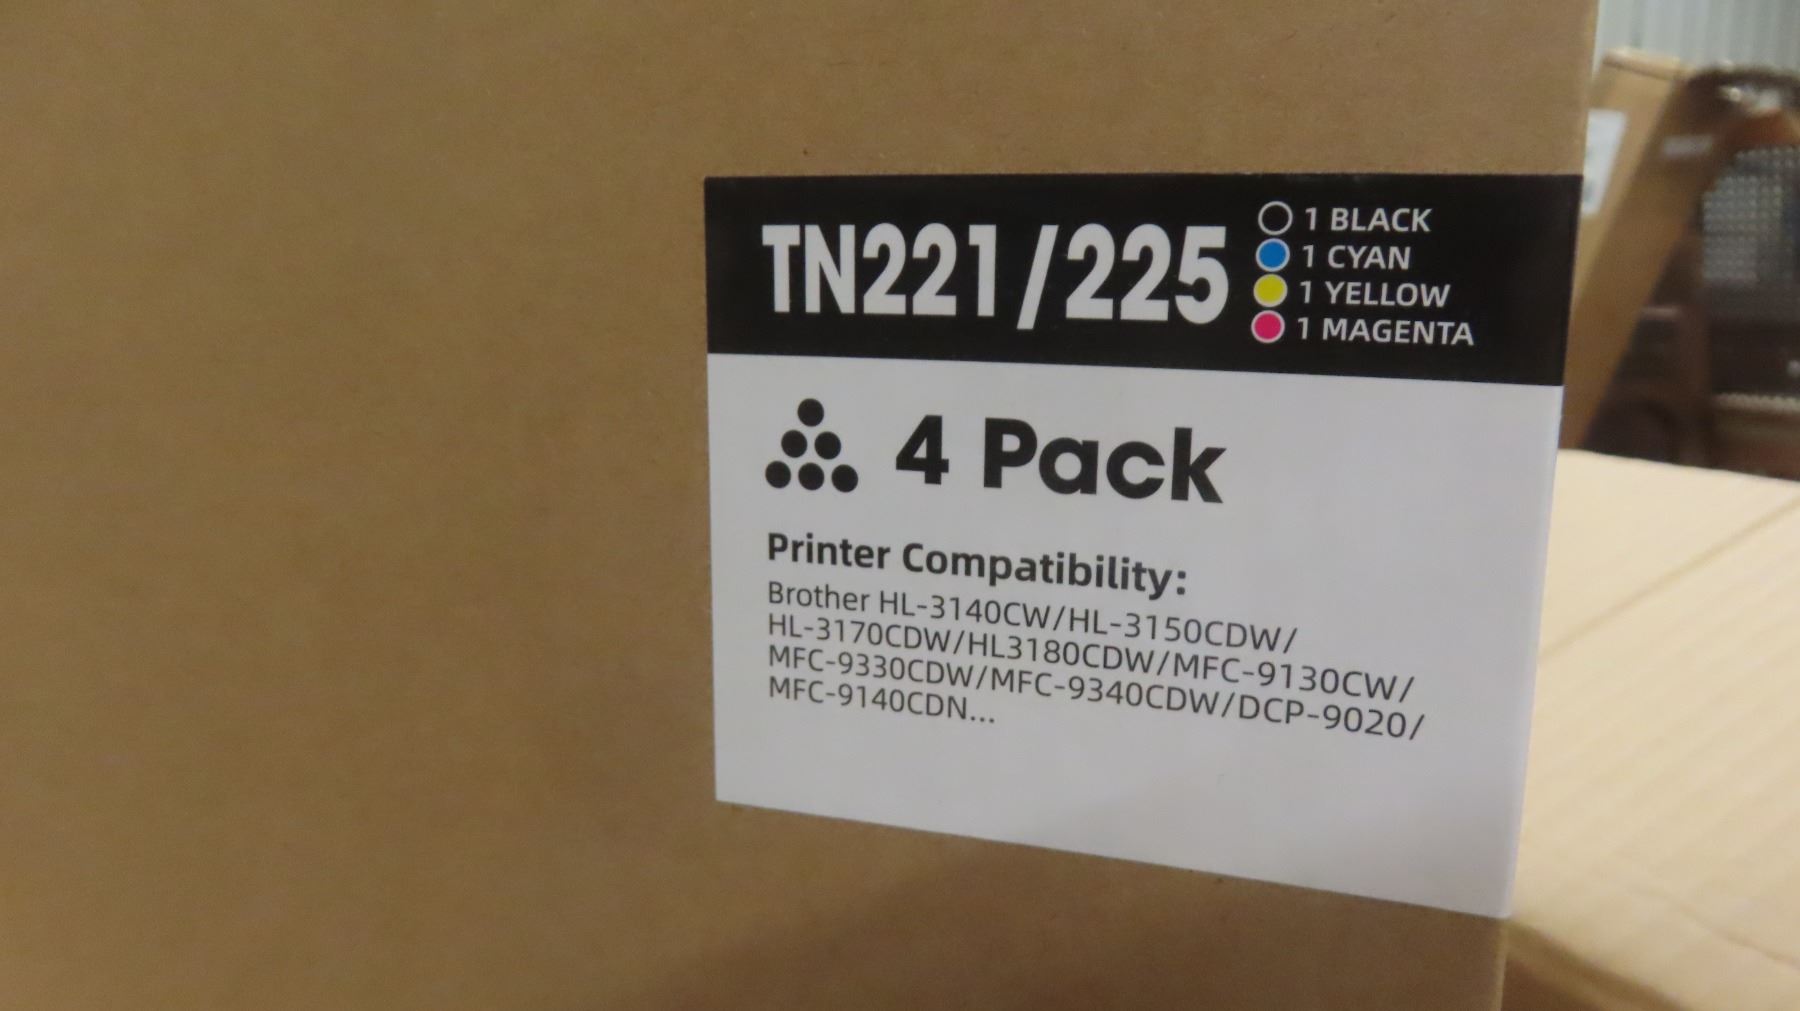 TN221/225
1 BLACK
1 CYAN
1 YELLOW
1 MAGENTA
4 Pack
Printer Compatibility:
Brother HL-3140CW/HL-3150CDW/
HL-3170CDW/HL3180CDW/MFC-9130CW/
MFC-9330CDW/MFC-9340CDW/DCP-9020/
MFC-9140CDN...